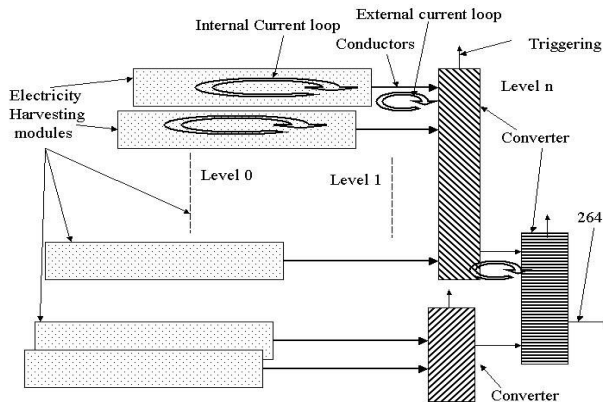 Internal Current loop
External current loop
Conductors
Triggering
Electricity
Harvesting
modules
Level n
Converter
Level 0
Level 1
264
Converter